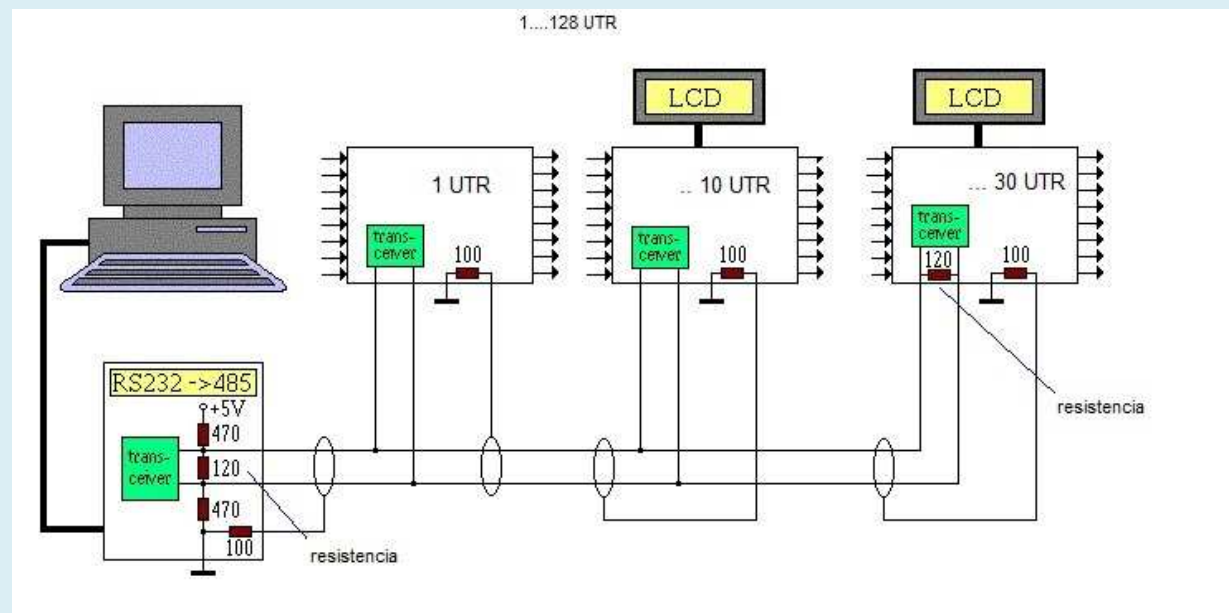 1....128 UTR
LCD
LCD
1 UTR
.. 10 UTR
... 30 UTR
trans-
ceiver
100
trans-
ceiver
100
trans-
ceiver
120
100
RS232 ->485
+5V
470
trans-
ceiver
120
470
100
resistencia
resistencia